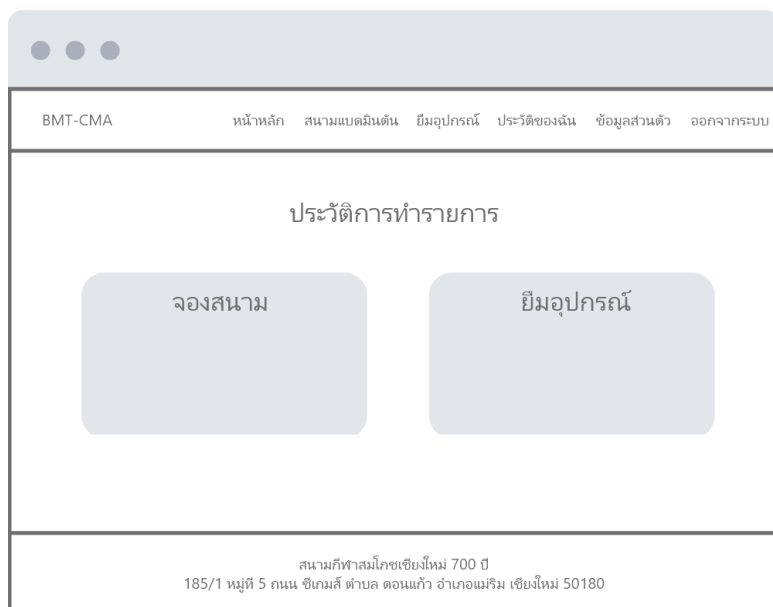 BMT-CMA หน้าหลัก สนามแบดมินตัน ยืมอุปกรณ์ ประวัติของฉัน ข้อมูลส่วนตัว ออกจากระบบ
ประวัติการทำรายการ
จองสนาม ยืมอุปกรณ์
สนามกีฬาสมโภชเชียงใหม่ 700 ปี
185/1 หมู่ที่ 5 ถนน ซีเกมส์ ตำบล ดอนแก้ว อำเภอแม่ริม เชียงใหม่ 50180